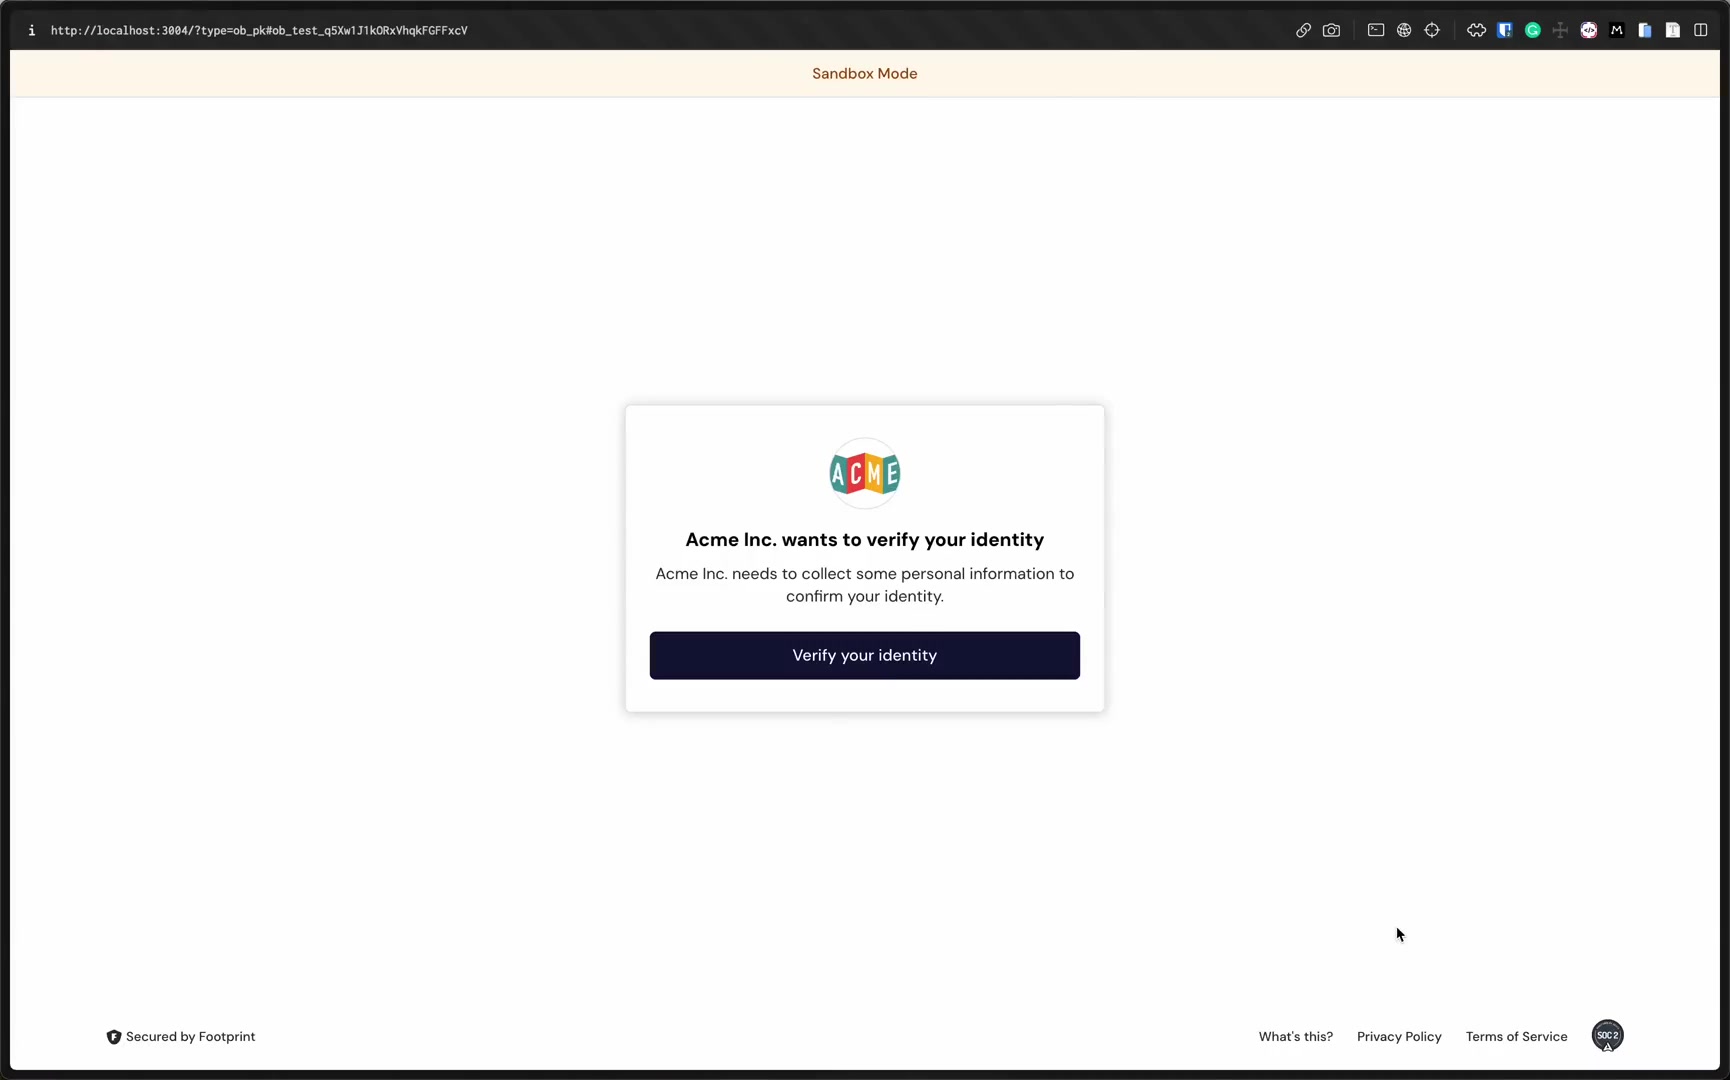 http://localhost:3004/?type=ob_pk#ob_test_q5Xw1J1kORxVhqkFGFFxcV
Sandbox Mode
ACME
Acme Inc. wants to verify your identity
Acme Inc. needs to collect some personal information to
confirm your identity.
Verify your identity
Secured by Footprint
What's this?
Privacy Policy
Terms of Service
SOC 2